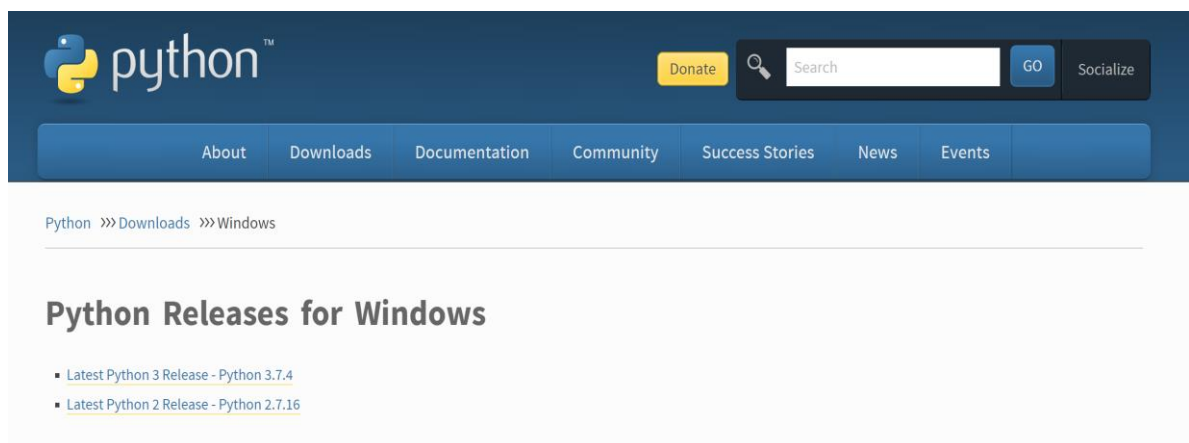 python™
Donate
Search
GO
Socialize
About Downloads Documentation Community Success Stories News Events
Python >>> Downloads >>> Windows
Python Releases for Windows
▪ Latest Python 3 Release - Python 3.7.4
▪ Latest Python 2 Release - Python 2.7.16